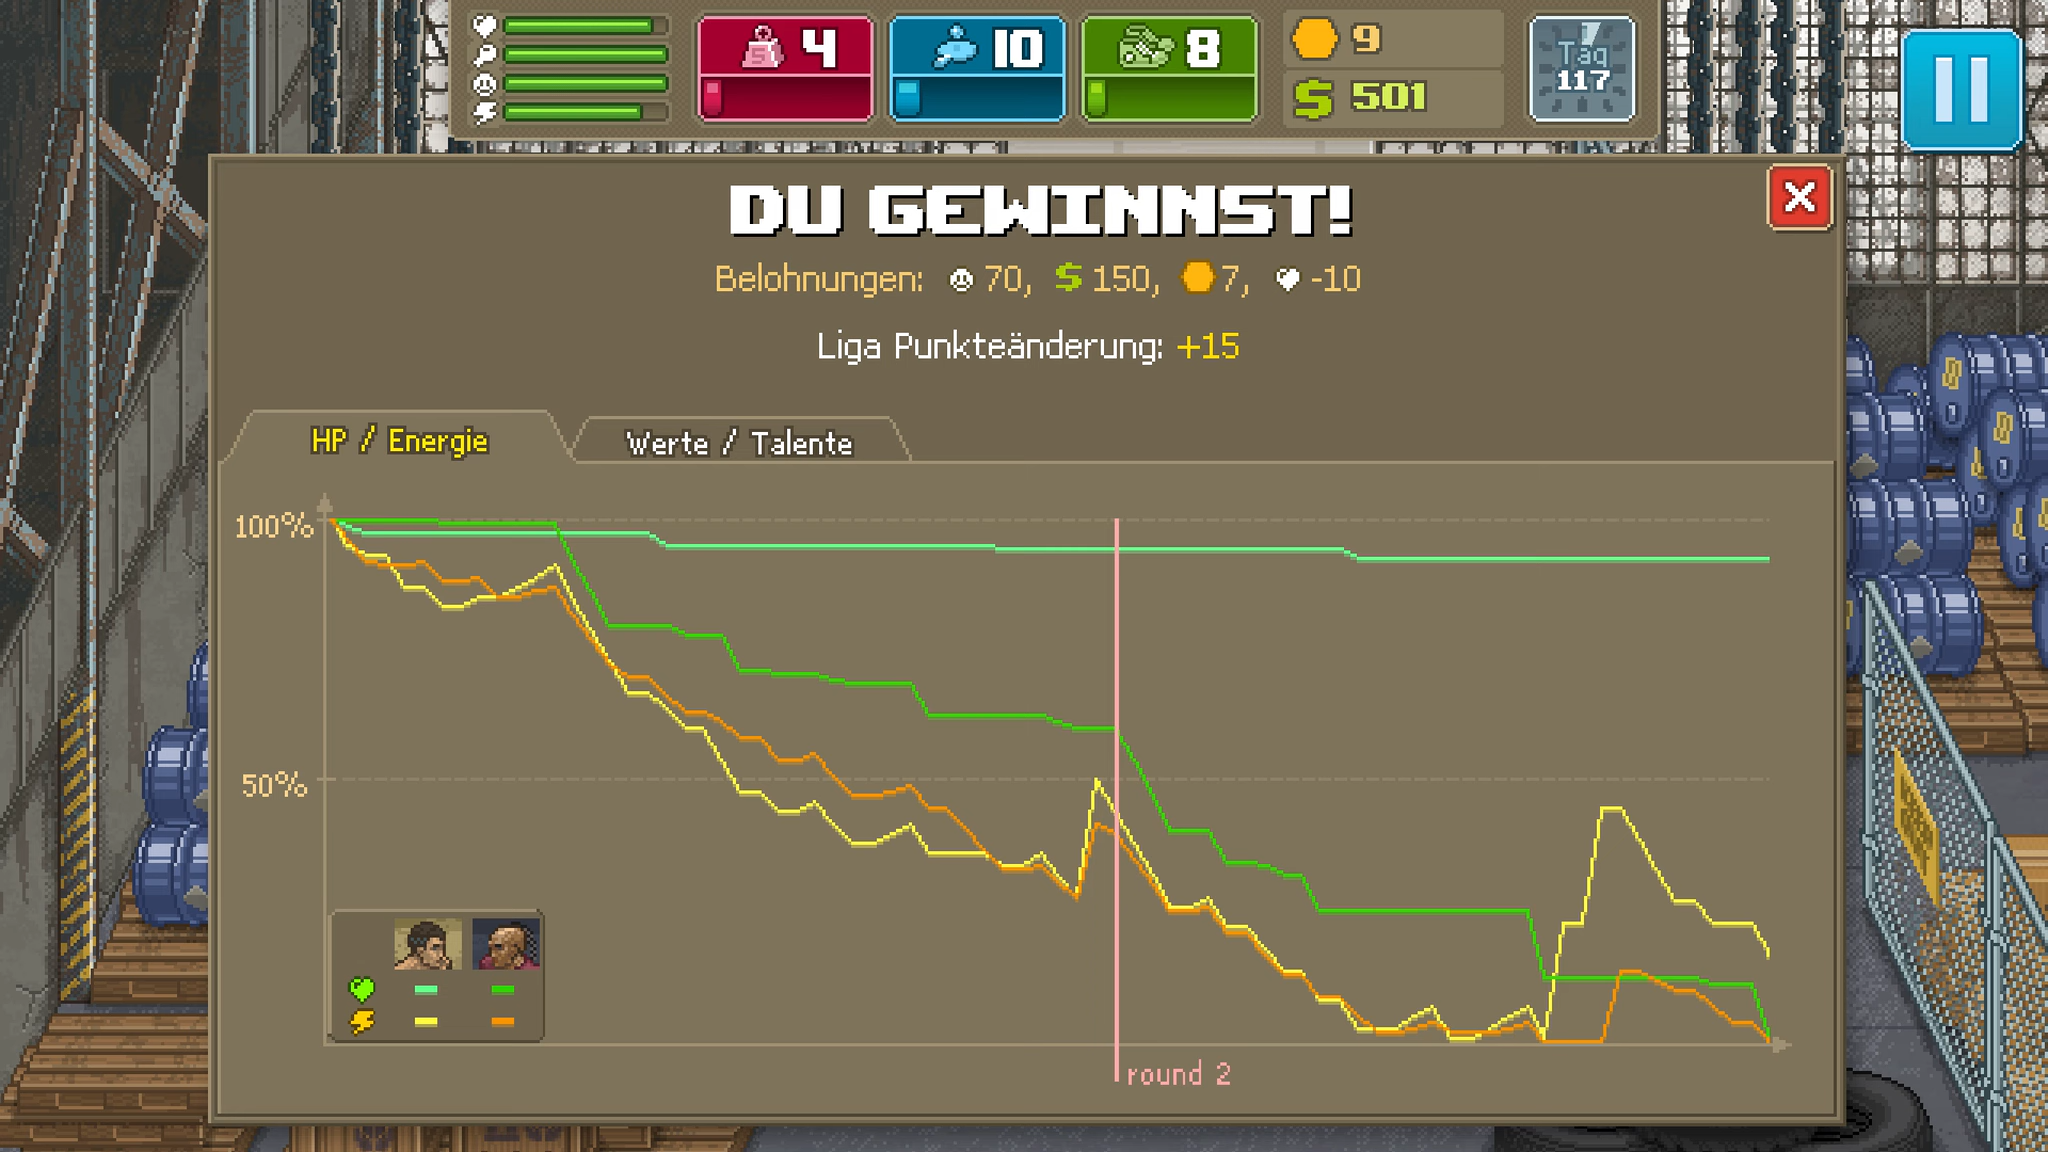 4
10
8
9
501
Tag
117
DU GEWINNST!
Belohnungen: 70, $ 150, 7, -10
Liga Punkteänderung: +15
HP / Energie
Werte / Talente
100%
50%
round 2